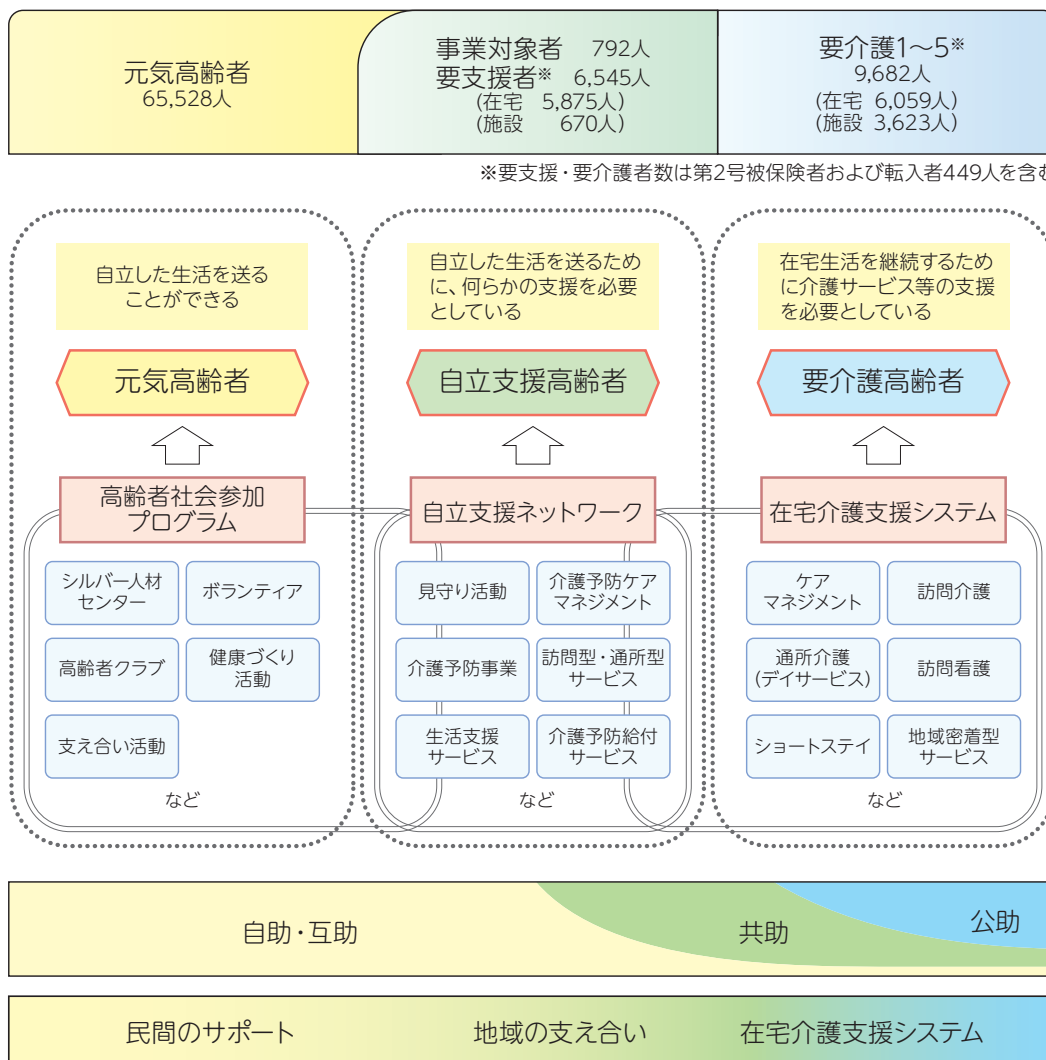 元気高齢者
65,528人
事業対象者 792人
要支援者※ 6,545人
(在宅 5,875人)
(施設 670人)
要介護1〜5※
9,682人
(在宅 6,059人)
(施設 3,623人)
※要支援・要介護者数は第2号被保険者および転入者449人を含む
自立した生活を送る
ことができる
元気高齢者
高齢者社会参加
プログラム
シルバー人材
センター
ボランティア
高齢者クラブ
健康づくり
活動
支え合い活動
など
自立した生活を送るため
に、何らかの支援を必要
としている
自立支援高齢者
自立支援ネットワーク
見守り活動
介護予防ケア
マネジメント
介護予防事業
訪問型・通所型
サービス
生活支援
サービス
介護予防給付
サービス
など
在宅生活を継続するため
に介護サービス等の支援
を必要としている
要介護高齢者
在宅介護支援システム
ケア
マネジメント
訪問介護
通所介護
(デイサービス)
訪問看護
ショートステイ
地域密着型
サービス
など
自助・互助
共助
公助
民間のサポート
地域の支え合い
在宅介護支援システム